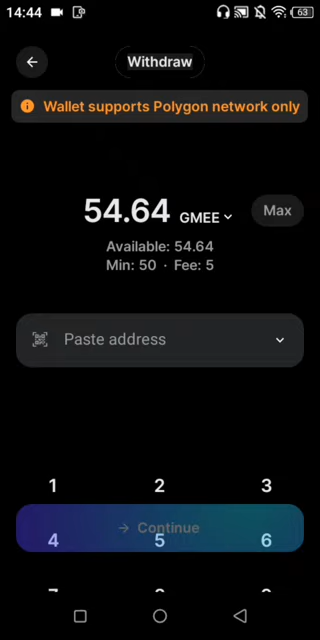 14:44 63
Withdraw
Wallet supports Polygon network only
54.64 GMEE Max
Available: 54.64
Min: 50 · Fee: 5
Paste address
1 2 3
→ Continue
4 5 6